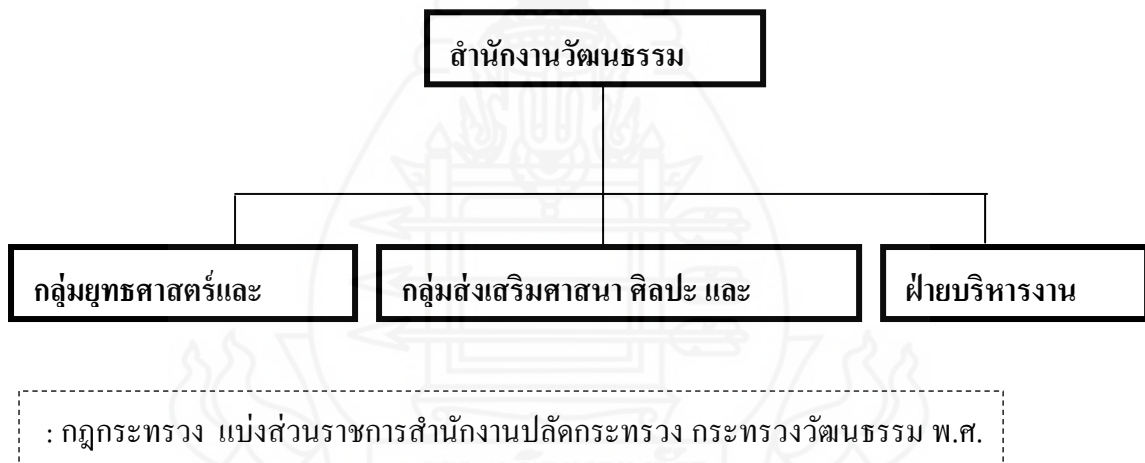 สำนักงานวัฒนธรรม
กลุ่มยุทธศาสตร์และ
กลุ่มส่งเสริมศาสนา ศิลปะ และ
ฝ่ายบริหารงาน
: กฎกระทรวง แบ่งส่วนราชการสำนักงานปลัดกระทรวง กระทรวงวัฒนธรรม พ.ศ.